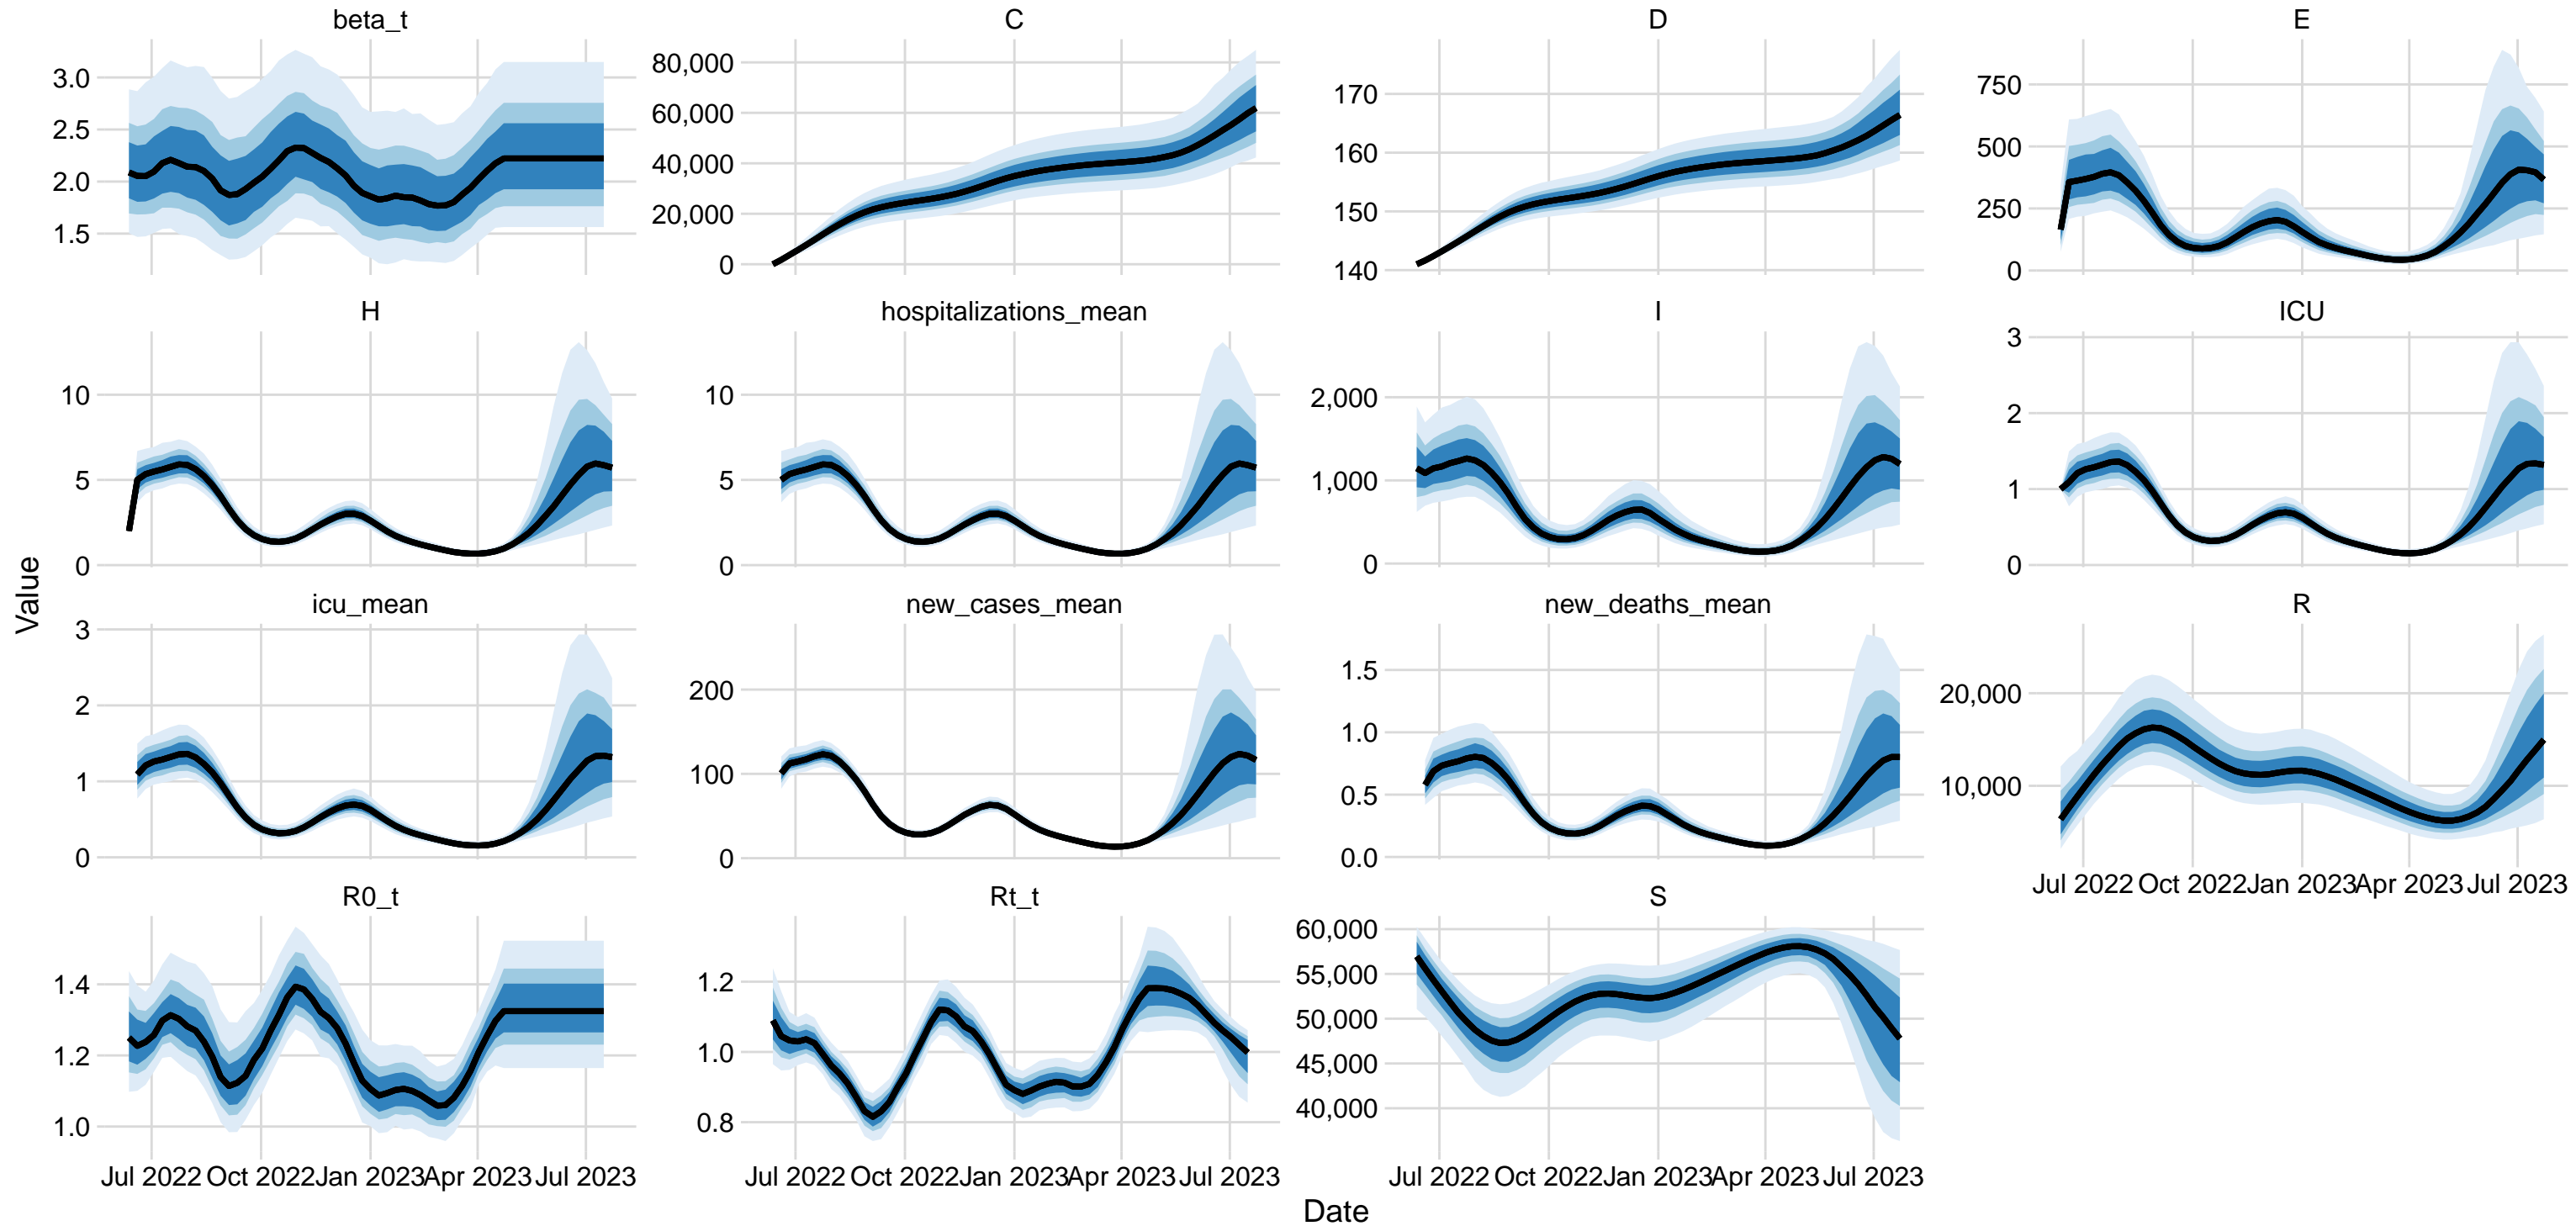 beta_t
C
D
E
3.0
2.5
2.0
1.5
80,000
60,000
40,000
20,000
0
170
160
150
140
750
500
250
0
H
hospitalizations_mean
I
ICU
10
5
0
10
5
0
2,000
1,000
0
3
2
1
0
icu_mean
new_cases_mean
new_deaths_mean
R
3
2
1
0
200
100
0
1.5
1.0
0.5
0.0
20,000
10,000
Jul 2022 Oct 2022 Jan 2023 Apr 2023 Jul 2023
R0_t
Rt_t
S
1.4
1.2
1.0
1.2
1.0
0.8
60,000
55,000
50,000
45,000
40,000
Jul 2022 Oct 2022 Jan 2023 Apr 2023 Jul 2023
Jul 2022 Oct 2022 Jan 2023 Apr 2023 Jul 2023
Jul 2022 Oct 2022 Jan 2023 Apr 2023 Jul 2023
Value
Date